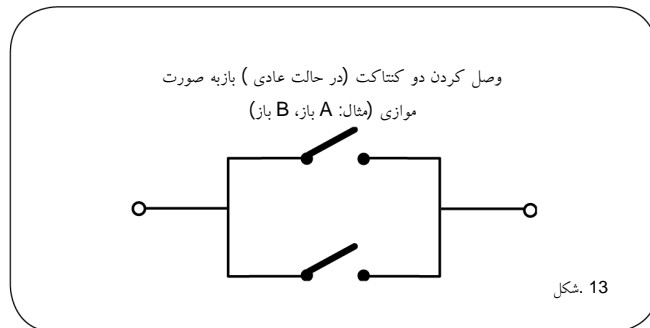 وصل کردن دو کنتاکت (در حالت عادی ) بازبه صورت
موازی (مثال: A باز، B باز)
13 .شکل